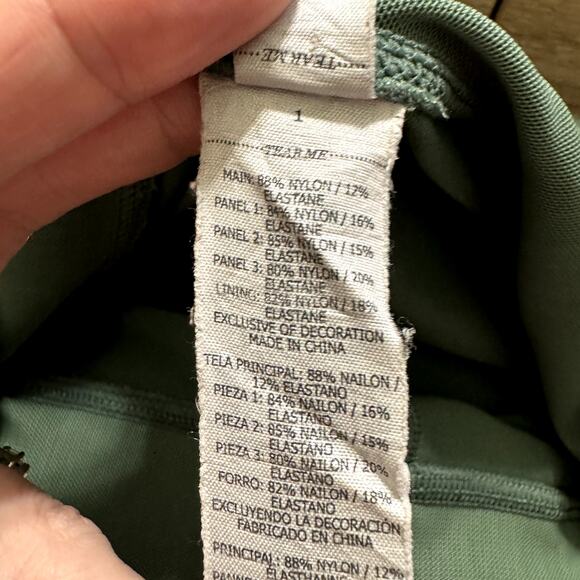 TEAR ME
1
TEAR ME
MAIN: 88% NYLON / 12%
ELASTANE
PANEL 1: 84% NYLON / 16%
ELASTANE
PANEL 2: 85% NYLON / 15%
ELASTANE
PANEL 3: 80% NYLON / 20%
ELASTANE
LINING: 82% NYLON / 18%
ELASTANE
EXCLUSIVE OF DECORATION
MADE IN CHINA
TELA PRINCIPAL: 88% NAILON /
12% ELASTANO
PIEZA 1: 84% NAILON / 16%
ELASTANO
PIEZA 2: 85% NAILON / 15%
ELASTANO
PIEZA 3: 80% NAILON / 20%
ELASTANO
FORRO: 82% NAILON / 18%
ELASTANO
EXCLUYENDO LA DECORACIÓN
FABRICADO EN CHINA
PRINCIPAL: 88% NYLON / 12%
ELASTHANNE